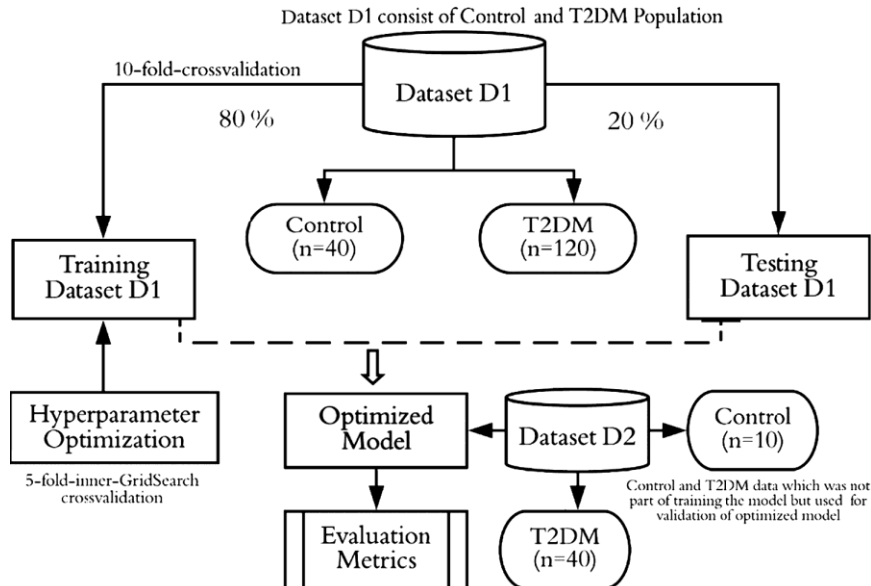 Dataset D1 consist of Control and T2DM Population
10-fold-crossvalidation
Dataset D1
80 %
20 %
Control
(n=40)
T2DM
(n=120)
Training
Dataset D1
Testing
Dataset D1
Hyperparameter
Optimization
5-fold-inner-GridSearch
crossvalidation
Optimized
Model
Dataset D2
Control
(n=10)
Control and T2DM data which was not
part of training the model but used for
validation of optimized model
Evaluation
Metrics
T2DM
(n=40)